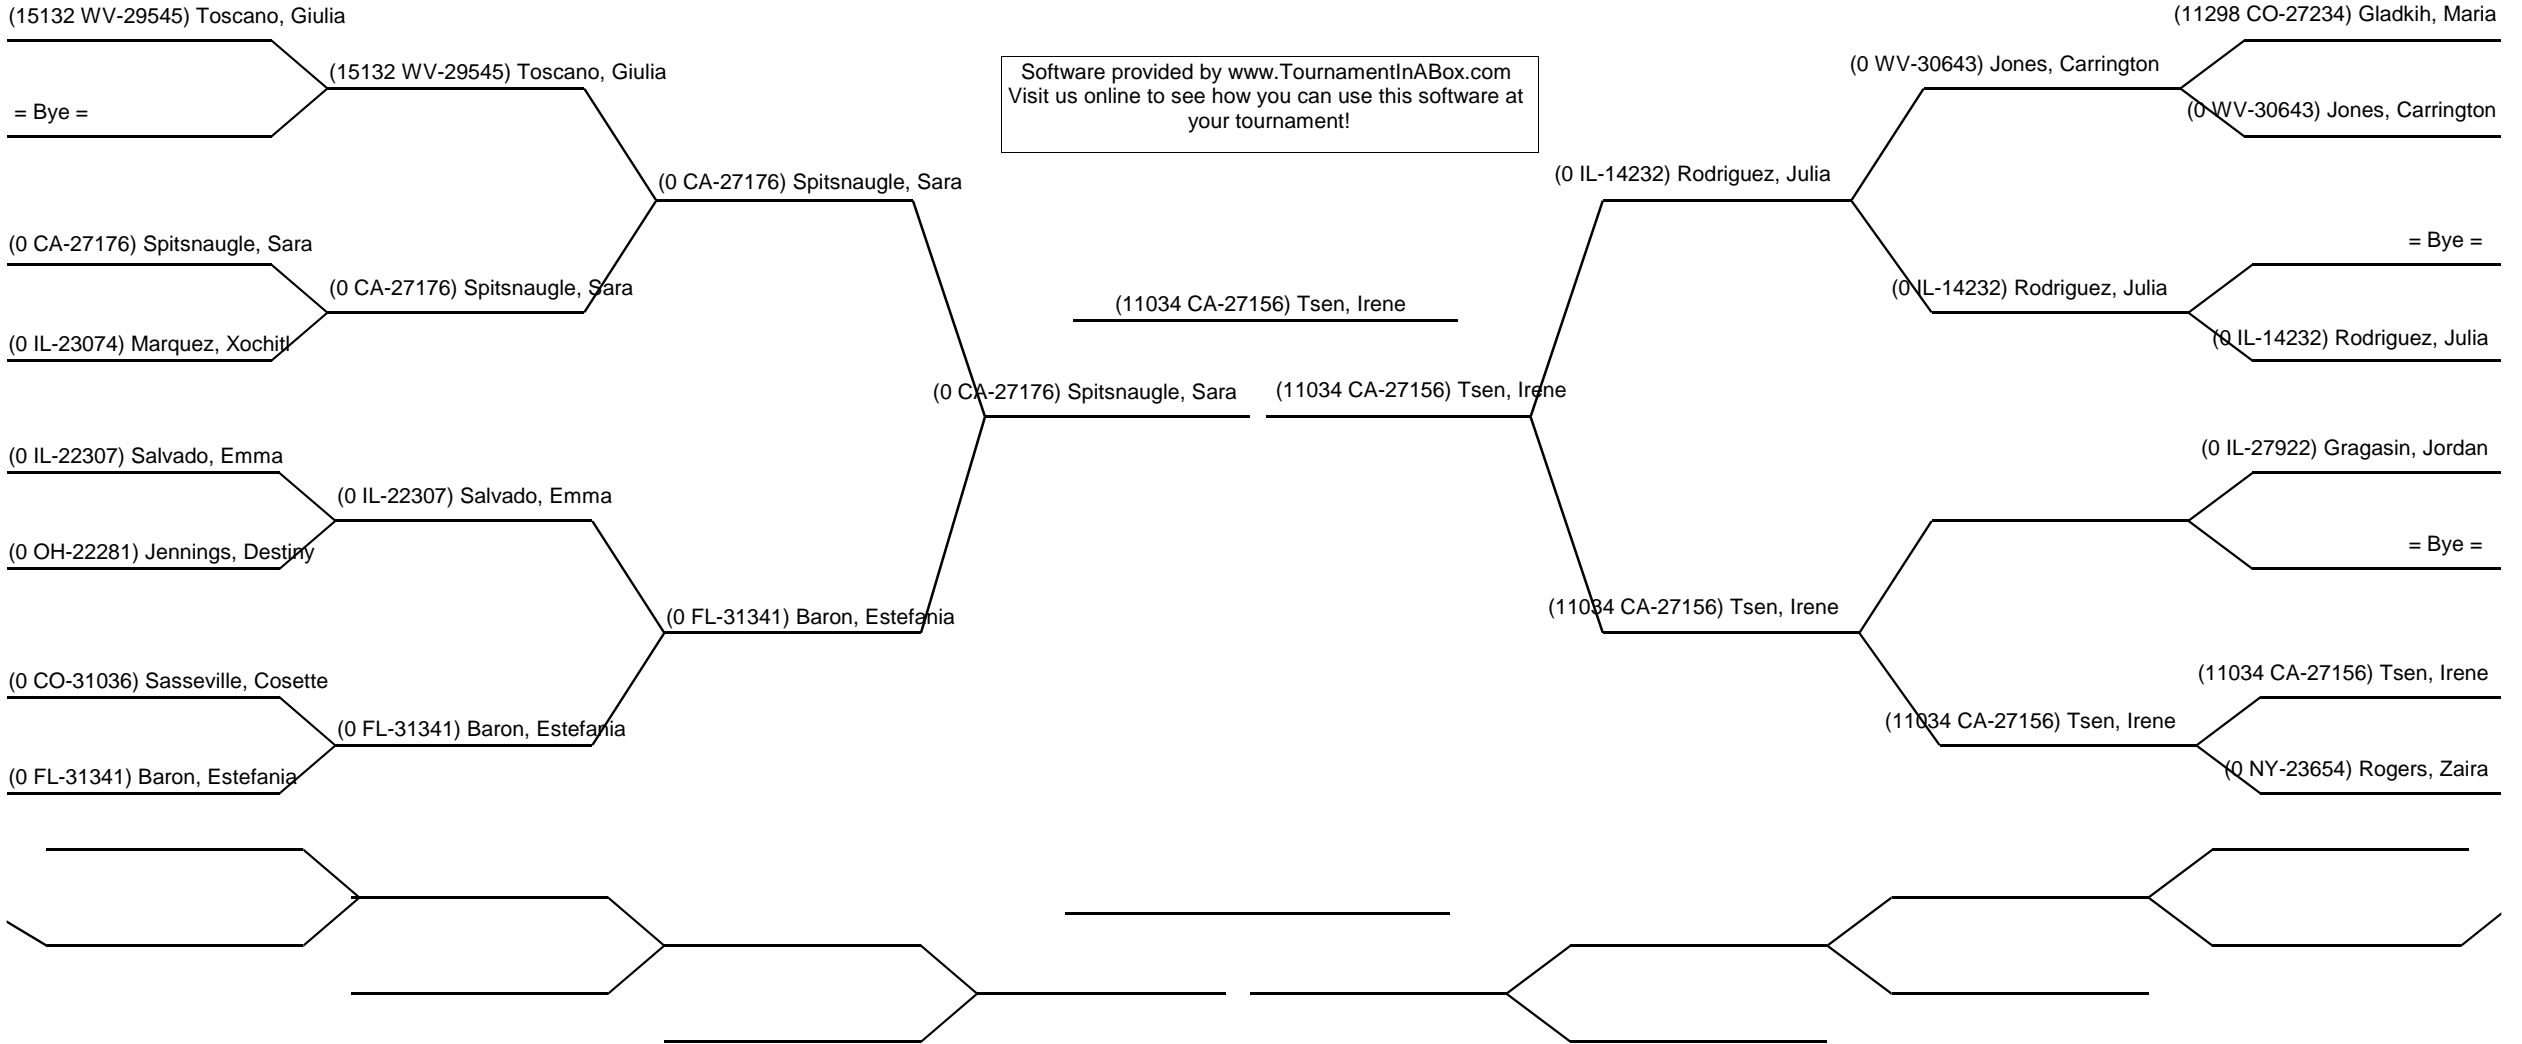 (15132 WV-29545) Toscano, Giulia
= Bye =
(0 CA-27176) Spitsnaugle, Sara
(0 IL-23074) Marquez, Xochitl
(0 IL-22307) Salvado, Emma
(0 OH-22281) Jennings, Destiny
(0 CO-31036) Sasseville, Cosette
(0 FL-31341) Baron, Estefania
(15132 WV-29545) Toscano, Giulia
(0 CA-27176) Spitsnaugle, Sara
(0 IL-22307) Salvado, Emma
(0 FL-31341) Baron, Estefania
(0 CA-27176) Spitsnaugle, Sara
(0 FL-31341) Baron, Estefania
(0 CA-27176) Spitsnaugle, Sara
Software provided by www.TournamentInABox.com
Visit us online to see how you can use this software at
your tournament!
(11034 CA-27156) Tsen, Irene
(11034 CA-27156) Tsen, Irene
(0 IL-14232) Rodriguez, Julia
(11034 CA-27156) Tsen, Irene
(0 WV-30643) Jones, Carrington
(0 IL-14232) Rodriguez, Julia
(11034 CA-27156) Tsen, Irene
(11298 CO-27234) Gladkih, Maria
(0 WV-30643) Jones, Carrington
= Bye =
(0 IL-14232) Rodriguez, Julia
(0 IL-27922) Gragasin, Jordan
= Bye =
(11034 CA-27156) Tsen, Irene
(0 NY-23654) Rogers, Zaira